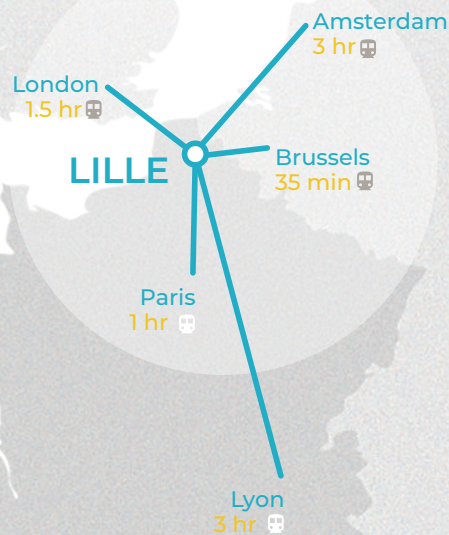 Amsterdam
3 hr
London
1.5 hr
LILLE
Brussels
35 min
Paris
1 hr
Lyon
3 hr